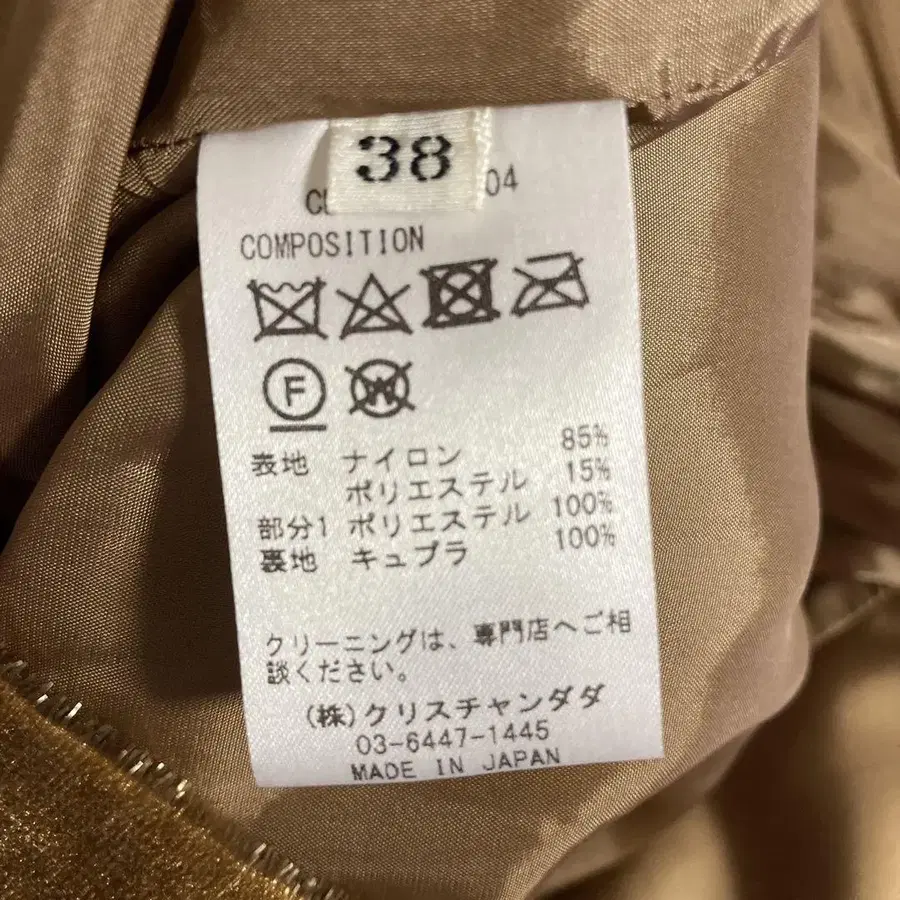 38
04
COMPOSITION
F
W
表地 ナイロン 85%
ポリエステル 15%
部分1 ポリエステル 100%
裏地 キュプラ 100%
クリーニングは、専門店へご相
談ください。
(株)クリスチャンダダ
03-6447-1445
MADE IN JAPAN